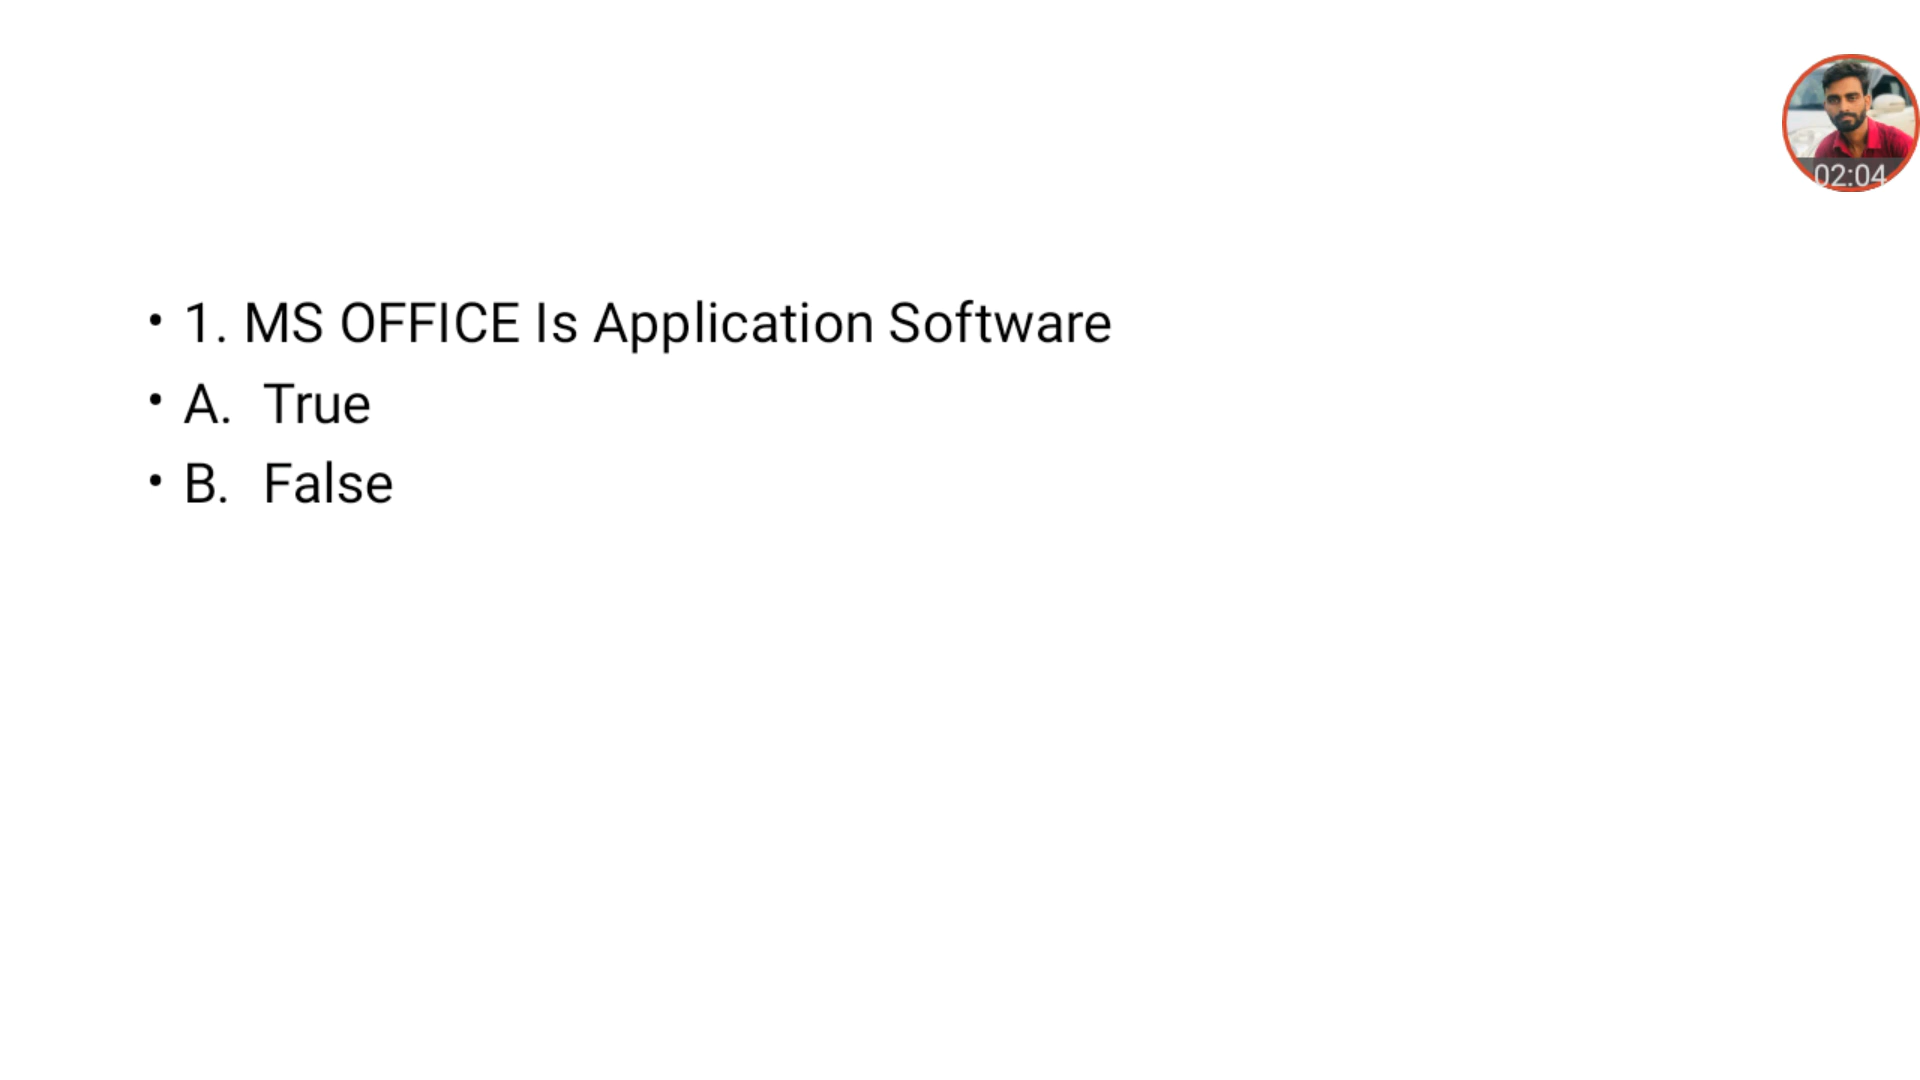 02:04
• 1. MS OFFICE Is Application Software
• A. True
• B. False